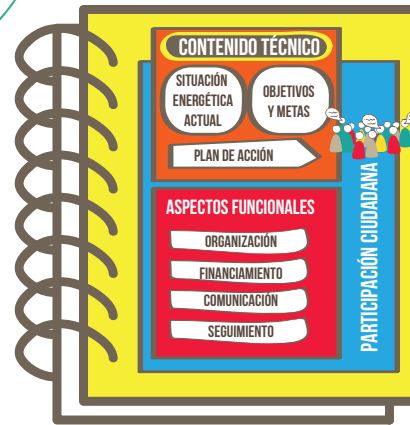 CONTENIDO TÉCNICO
SITUACIÓN
ENERGÉTICA
ACTUAL
OBJETIVOS
Y METAS
PLAN DE ACCIÓN
ASPECTOS FUNCIONALES
ORGANIZACIÓN
FINANCIAMIENTO
COMUNICACIÓN
SEGUIMIENTO
PARTICIPACIÓN CIUDADANA